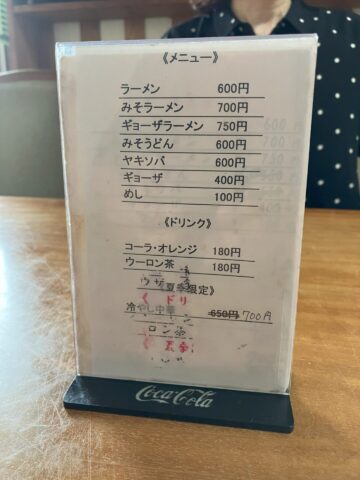 《メニュー》
ラーメン 600円
みそラーメン 700円
ギョーザラーメン 750円
みそうどん 600円
ヤキソバ 600円
ギョーザ 400円
めし 100円
《ドリンク》
コーラ・オレンジ 180円
ウーロン茶 180円
夏季限定》
冷やし中華 650円 700円
ロン茶
Coca-Cola